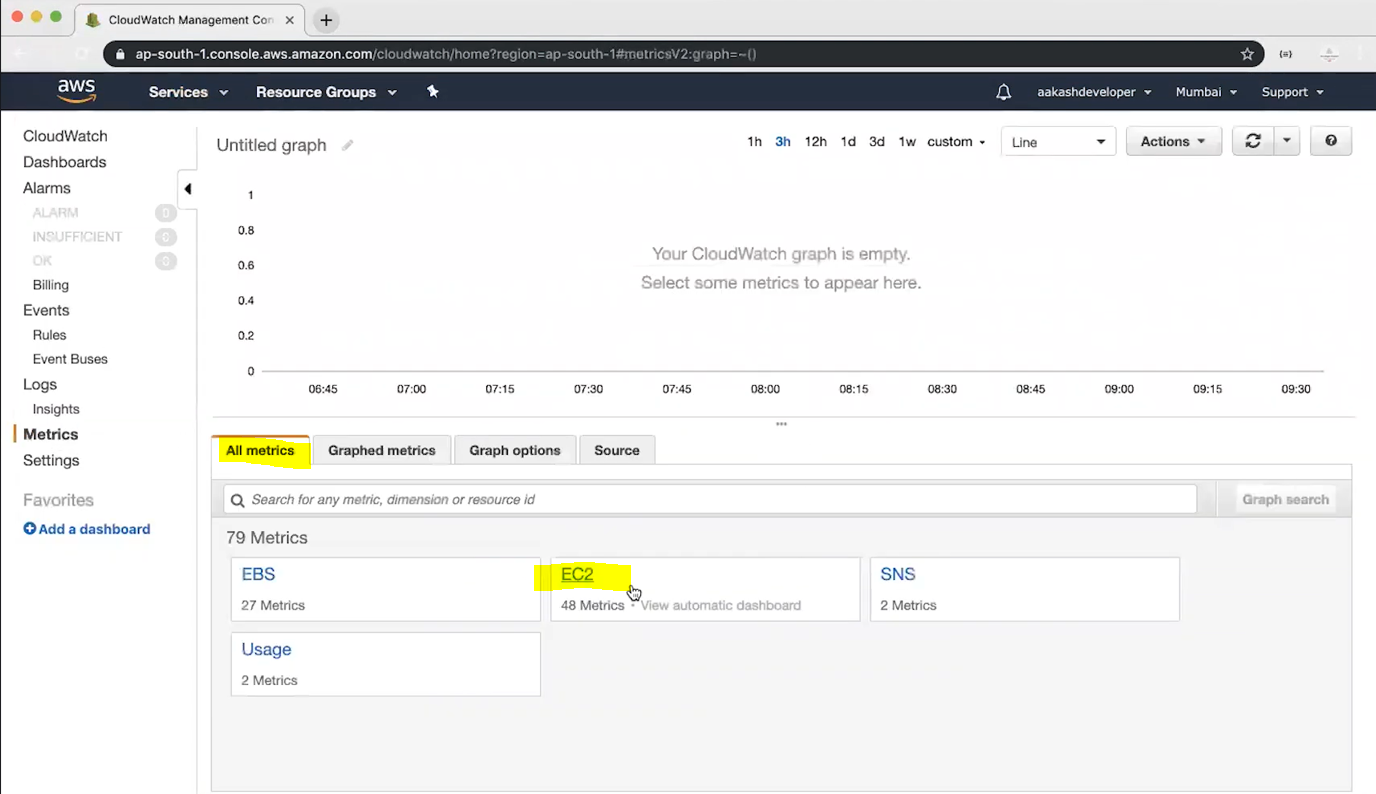 CloudWatch Management Con
ap-south-1.console.aws.amazon.com/cloudwatch/home?region=ap-south-1#metricsV2:graph=~()
aws Services Resource Groups aakashdeveloper Mumbai Support
CloudWatch
Dashboards
Alarms
ALARM 0
INSUFFICIENT 0
OK 0
Billing
Events
Rules
Event Buses
Logs
Insights
Metrics
Settings
Favorites
Add a dashboard
Untitled graph 1h 3h 12h 1d 3d 1w custom Line Actions
1
0.8
0.6
0.4
0.2
0
Your CloudWatch graph is empty.
Select some metrics to appear here.
06:45 07:00 07:15 07:30 07:45 08:00 08:15 08:30 08:45 09:00 09:15 09:30
All metrics Graphed metrics Graph options Source
Search for any metric, dimension or resource id Graph search
79 Metrics
EBS
27 Metrics
EC2
48 Metrics • View automatic dashboard
SNS
2 Metrics
Usage
2 Metrics